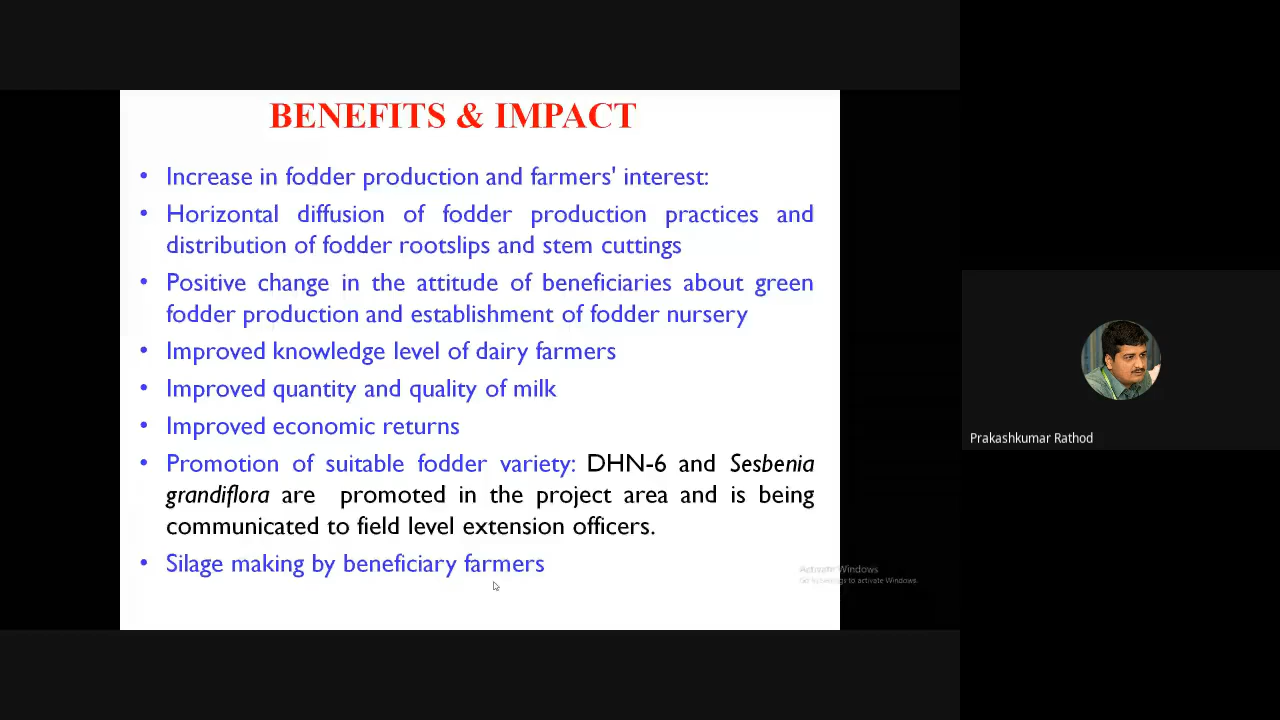 BENEFITS & IMPACT
• Increase in fodder production and farmers' interest:
• Horizontal diffusion of fodder production practices and
distribution of fodder rootslips and stem cuttings
• Positive change in the attitude of beneficiaries about green
fodder production and establishment of fodder nursery
• Improved knowledge level of dairy farmers
• Improved quantity and quality of milk
• Improved economic returns
• Promotion of suitable fodder variety: DHN-6 and Sesbenia
grandiflora are promoted in the project area and is being
communicated to field level extension officers.
• Silage making by beneficiary farmers
Activate Windows
to activate Windows.
Prakashkumar Rathod